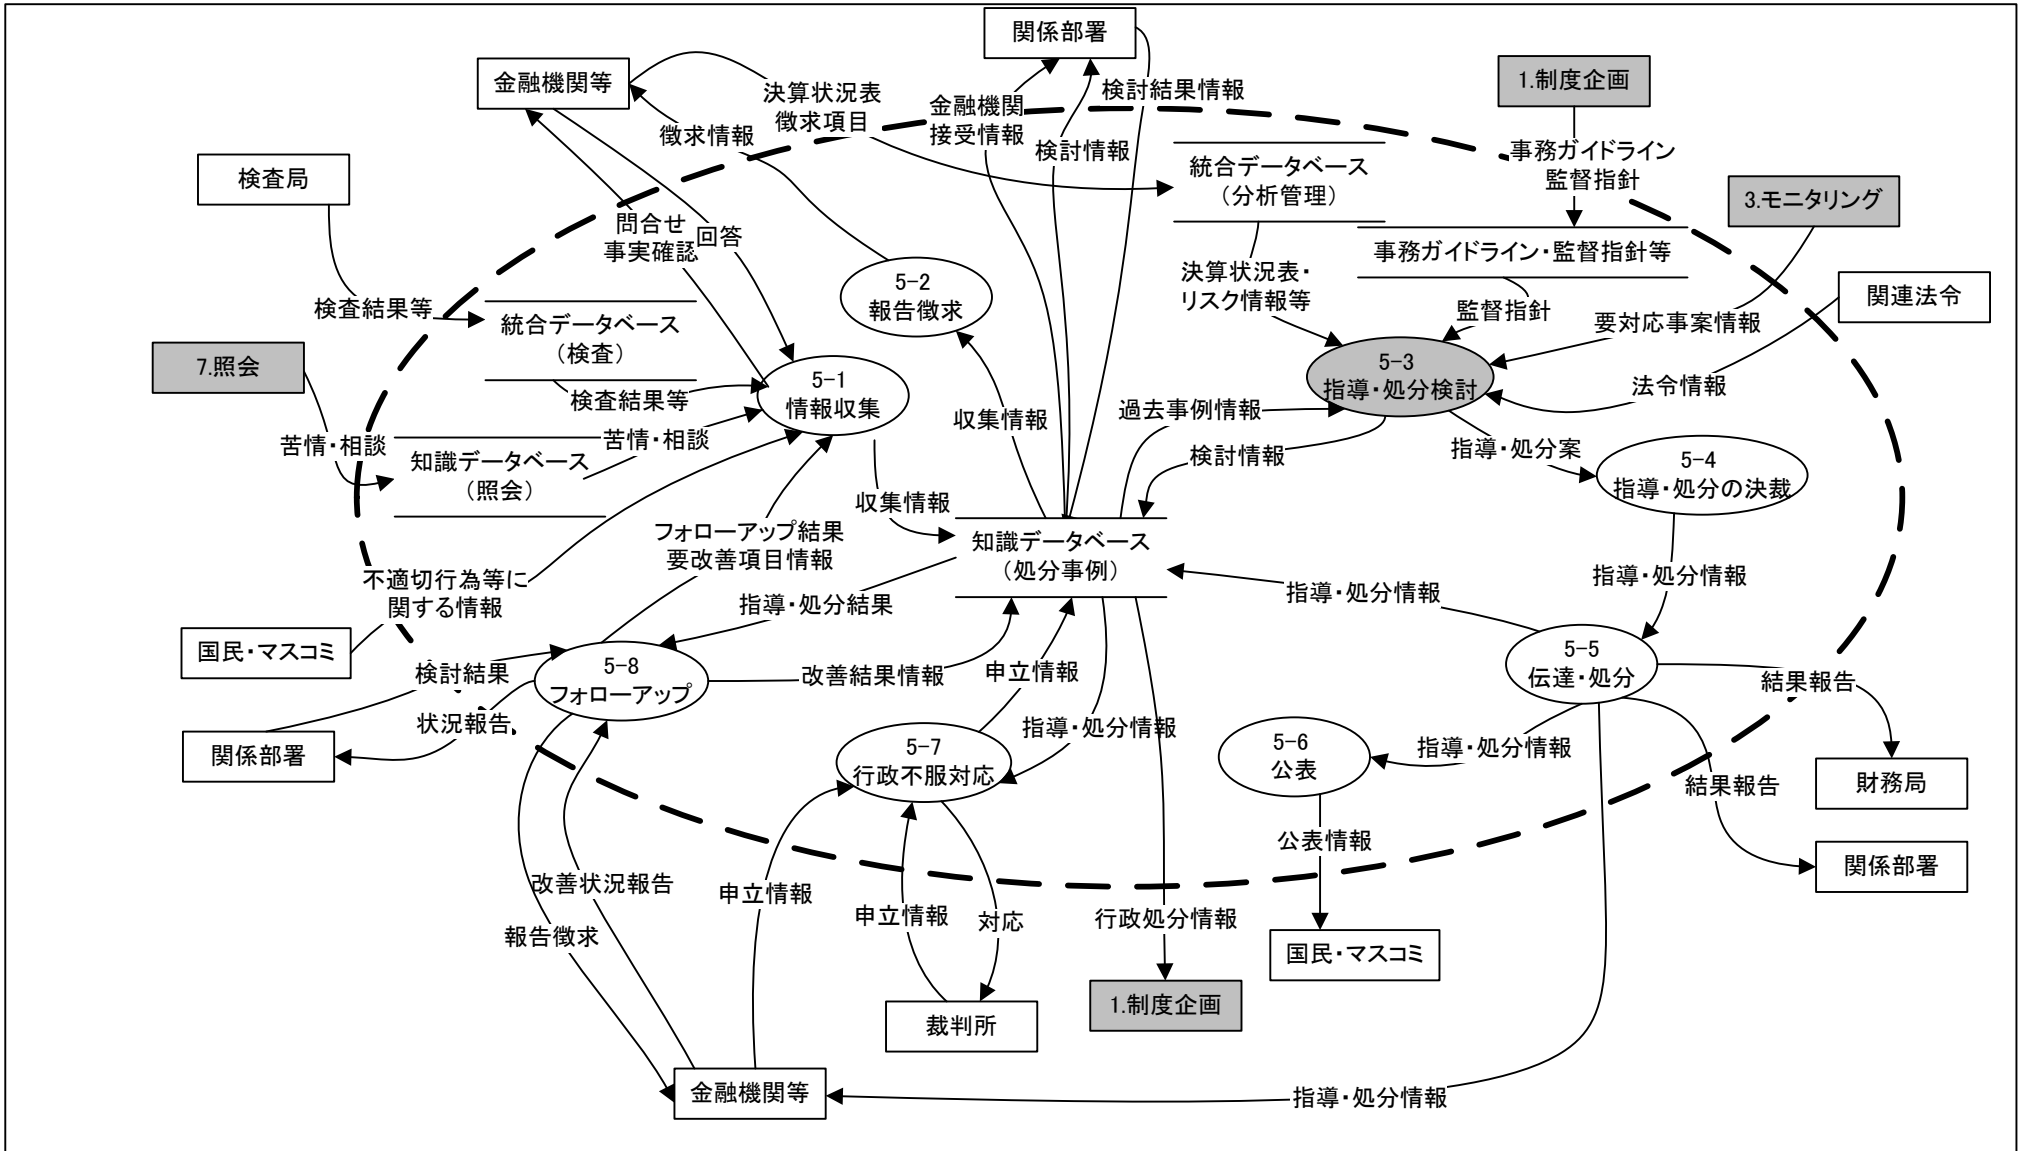 関係部署
金融機関等
1.制度企画
決算状況表
徴求項目
金融機関
接受情報
検討結果情報
徴求情報
検討情報
事務ガイドライン
監督指針
検査局
統合データベース
（分析管理）
3.モニタリング
問合せ
事実確認
回答
事務ガイドライン・監督指針等
5-2
報告徴求
決算状況表・
リスク情報等
関連法令
検査結果等
監督指針
要対応事案情報
統合データベース
（検査）
7.照会
5-1
情報収集
5-3
指導・処分検討
検査結果等
法令情報
収集情報
過去事例情報
苦情・相談
苦情・相談
知識データベース
（照会）
検討情報
指導・処分案
5-4
指導・処分の決裁
収集情報
フォローアップ結果
要改善項目情報
知識データベース
（処分事例）
不適切行為等に
関する情報
指導・処分情報
指導・処分情報
指導・処分結果
国民・マスコミ
検討結果
5-8
フォローアップ
改善結果情報
申立情報
5-5
伝達・処分
結果報告
状況報告
指導・処分情報
関係部署
5-7
行政不服対応
5-6
公表
指導・処分情報
財務局
結果報告
公表情報
関係部署
改善状況報告
申立情報
申立情報
対応
行政処分情報
報告徴求
国民・マスコミ
1.制度企画
裁判所
金融機関等
指導・処分情報